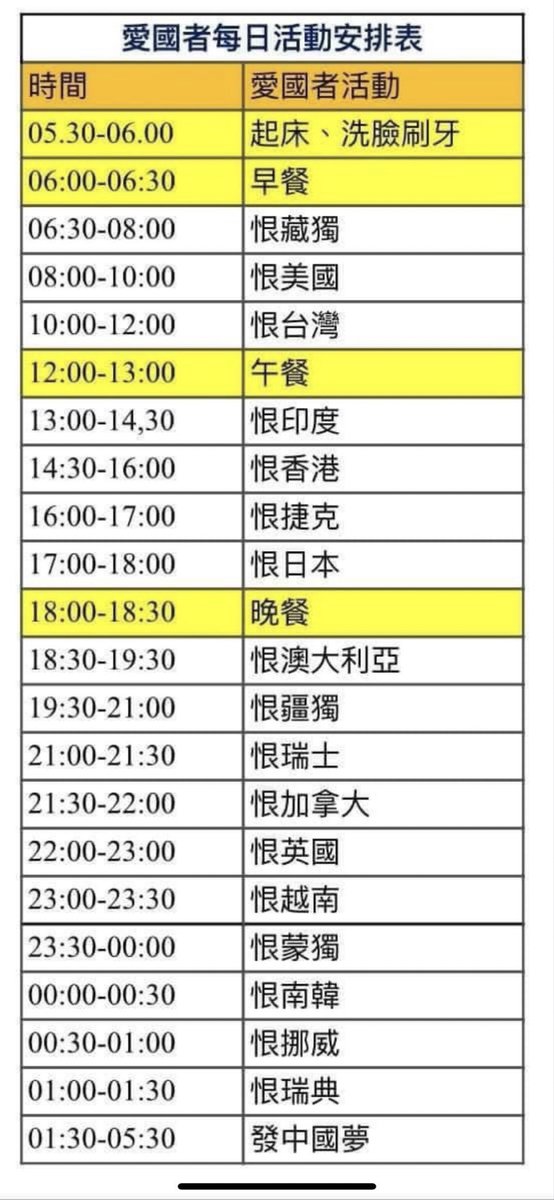 愛國者每日活動安排表
時間 愛國者活動
05.30-06.00 起床、洗臉刷牙
06:00-06:30 早餐
06:30-08:00 恨藏獨
08:00-10:00 恨美國
10:00-12:00 恨台灣
12:00-13:00 午餐
13:00-14,30 恨印度
14:30-16:00 恨香港
16:00-17:00 恨捷克
17:00-18:00 恨日本
18:00-18:30 晚餐
18:30-19:30 恨澳大利亞
19:30-21:00 恨疆獨
21:00-21:30 恨瑞士
21:30-22:00 恨加拿大
22:00-23:00 恨英國
23:00-23:30 恨越南
23:30-00:00 恨蒙獨
00:00-00:30 恨南韓
00:30-01:00 恨挪威
01:00-01:30 恨瑞典
01:30-05:30 發中國夢